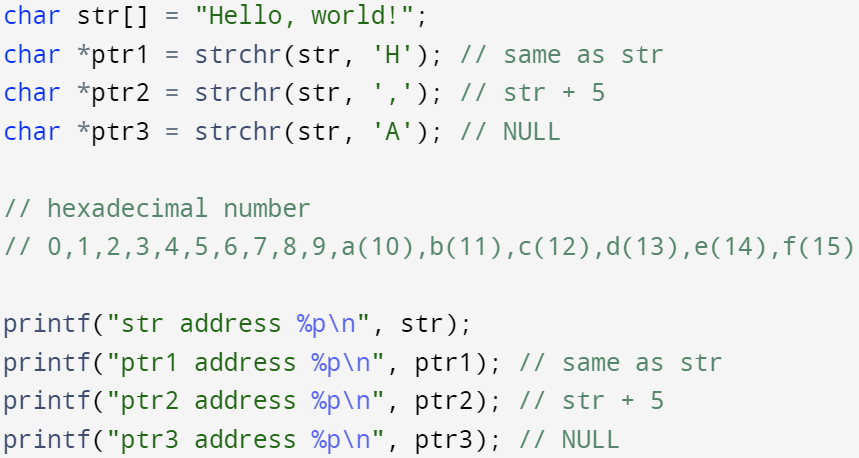 char str[] = "Hello, world!";
char *ptr1 = strchr(str, 'H'); // same as str
char *ptr2 = strchr(str, ','); // str + 5
char *ptr3 = strchr(str, 'A'); // NULL
// hexadecimal number
// 0,1,2,3,4,5,6,7,8,9,a(10),b(11),c(12),d(13),e(14),f(15)
printf("str address %p\n", str);
printf("ptr1 address %p\n", ptr1); // same as str
printf("ptr2 address %p\n", ptr2); // str + 5
printf("ptr3 address %p\n", ptr3); // NULL